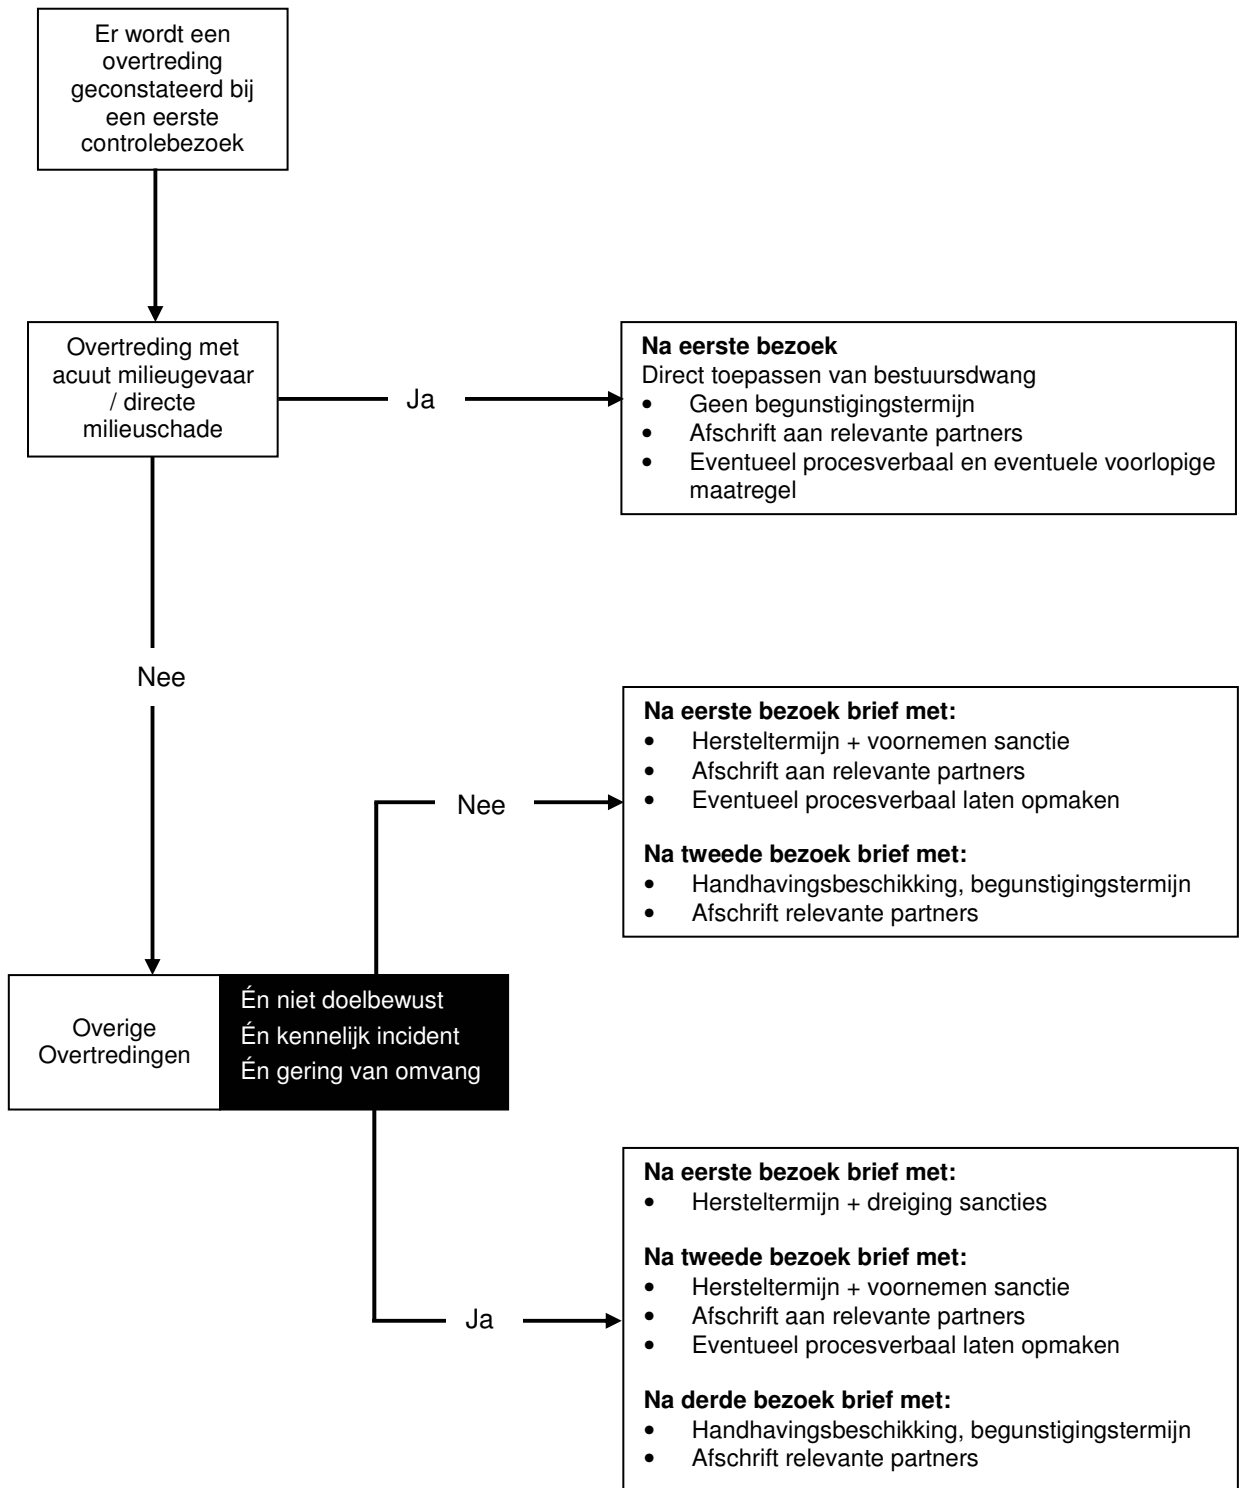 Er wordt een
overtreding
geconstateerd bij
een eerste
controlebezoek
Overtreding met
acuut milieugevaar
/ directe
milieuschade
Ja
Na eerste bezoek
Direct toepassen van bestuursdwang
• Geen begunstigingstermijn
• Afschrift aan relevante partners
• Eventueel procesverbaal en eventuele voorlopige
maatregel
Nee
Nee
Na eerste bezoek brief met:
• Hersteltermijn + voornemen sanctie
• Afschrift aan relevante partners
• Eventueel procesverbaal laten opmaken
Na tweede bezoek brief met:
• Handhavingsbeschikking, begunstigingstermijn
• Afschrift relevante partners
Overige
Overtredingen
Én niet doelbewust
Én kennelijk incident
Én gering van omvang
Ja
Na eerste bezoek brief met:
• Hersteltermijn + dreiging sancties
Na tweede bezoek brief met:
• Hersteltermijn + voornemen sanctie
• Afschrift aan relevante partners
• Eventueel procesverbaal laten opmaken
Na derde bezoek brief met:
• Handhavingsbeschikking, begunstigingstermijn
• Afschrift relevante partners